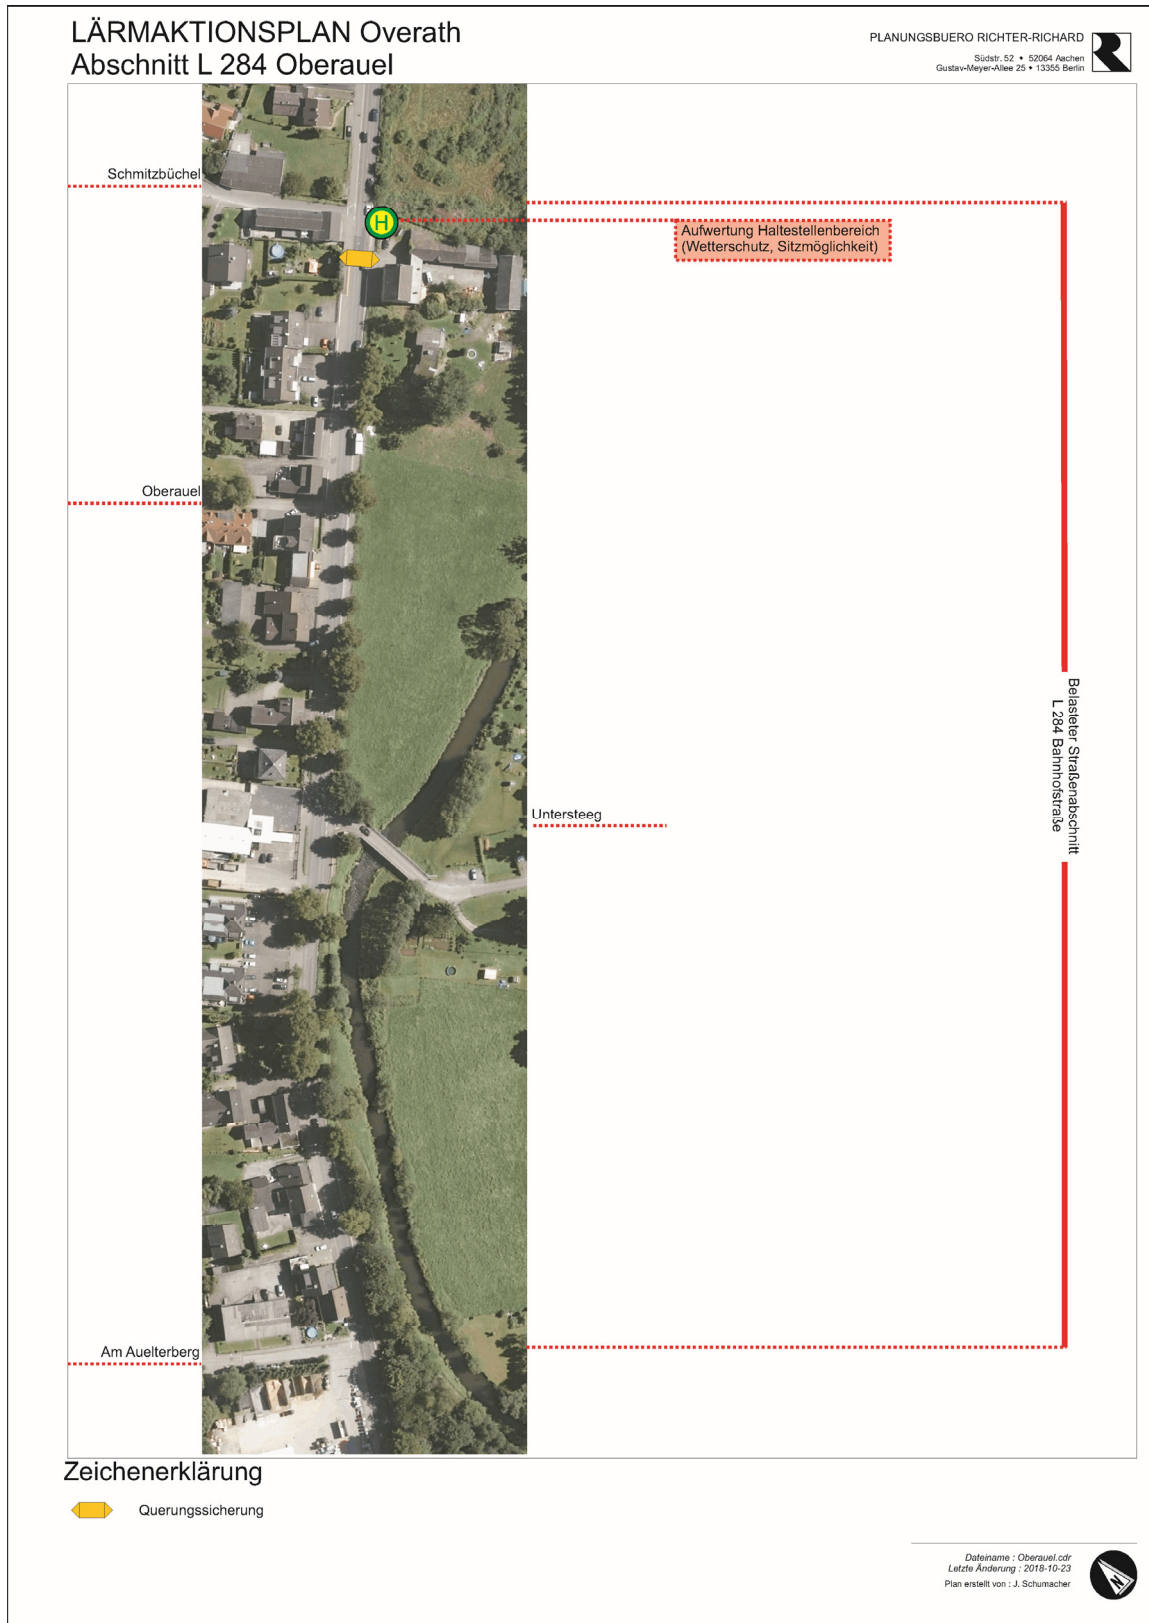 LÄRMAKTIONSPLAN Overath
Abschnitt L 284 Oberauel
PLANUNGSBUERO RICHTER-RICHARD
Südstr. 52 • 52064 Aachen
Gustav-Meyer-Allee 25 • 13355 Berlin
R
Schmitzbüchel
H
Aufwertung Haltestellenbereich
(Wetterschutz, Sitzmöglichkeit)
Oberauel
Belasteter Straßenabschnitt
L 284 Bahnhofstraße
Untersteeg
Am Auelterberg
Zeichenerklärung
Querungssicherung
Dateiname : Oberauel.cdr
Letzte Änderung : 2018-10-23
Plan erstellt von : J. Schumacher
N